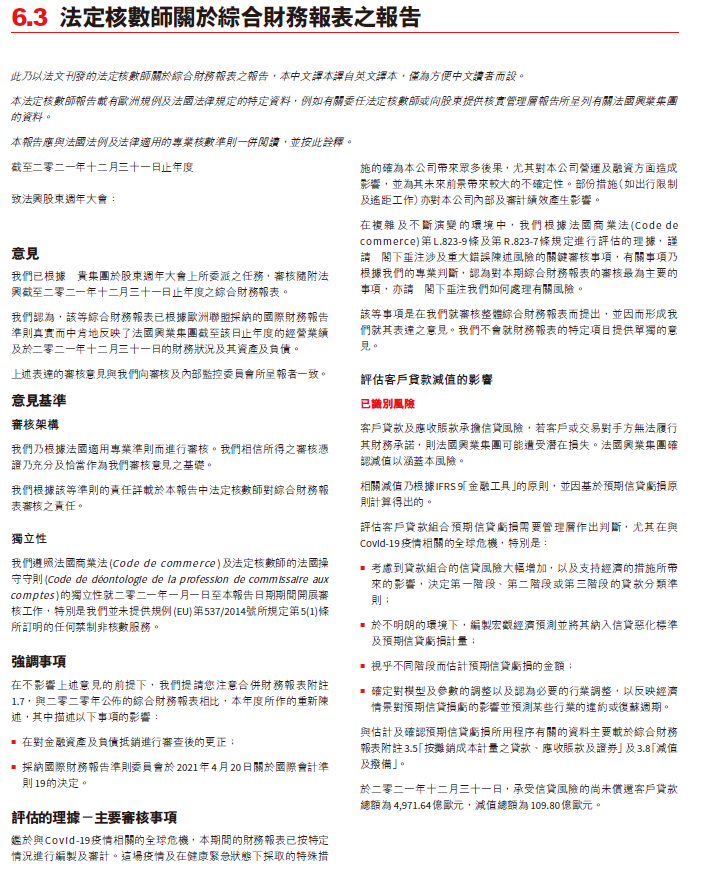 6.3 法定核數師關於綜合財務報表之報告
此乃以法文刊發的法定核數師關於綜合財務報表之報告，本中文譯本譯自英文譯本，僅為方便中文讀者而設。
本法定核數師報告載有歐洲規例及法國法律規定的特定資料，例如有關委任法定核數師或向股東提供核實管理層報告所呈列有關法國興業集團
的資料。
本報告應與法國法例及法律適用的專業核數準則一併閱讀，並按此詮釋。
截至二零二一年十二月三十一日止年度
致法興股東週年大會：
意見
我們已根據　貴集團於股東週年大會上所委派之任務，審核隨附法
興截至二零二一年十二月三十一日止年度之綜合財務報表。
我們認為，該等綜合財務報表已根據歐洲聯盟採納的國際財務報告
準則真實而中肯地反映了法國興業集團截至該日止年度的經營業績
及於二零二一年十二月三十一日的財務狀況及其資產及負債。
上述表達的審核意見與我們向審核及內部監控委員會所呈報者一致。
意見基準
審核架構
我們乃根據法國適用專業準則而進行審核。我們相信所得之審核憑
證乃充分及恰當作為我們審核意見之基礎。
我們根據該等準則的責任詳載於本報告中法定核數師對綜合財務報
表審核之責任。
獨立性
我們遵照法國商業法(Code de commerce)及法定核數師的法國操
守守則(Code de déontologie de la profession de commissaire aux
comptes)的獨立性就二零二一年一月一日至本報告日期期間開展審
核工作，特別是我們並未提供規例(EU)第537/2014號所規定第5(1)條
所訂明的任何禁制非核數服務。
強調事項
在不影響上述意見的前提下，我們提請您注意合併財務報表附註
1.7，與二零二零年公佈的綜合財務報表相比，本年度所作的重新陳
述，其中描述以下事項的影響：
■ 在對金融資產及負債抵銷進行審查後的更正；
■ 採納國際財務報告準則委員會於2021年4月20日關於國際會計準
則19的決定。
評估的理據－主要審核事項
鑑於與Covid-19疫情相關的全球危機，本期間的財務報表已按特定
情況進行編製及審計。這場疫情及在健康緊急狀態下採取的特殊措
施的確為本公司帶來眾多後果，尤其對本公司營運及融資方面造成
影響，並為其未來前景帶來較大的不確定性。部份措施（如出行限制
及遙距工作）亦對本公司內部及審計績效產生影響。
在複雜及不斷演變的環境中，我們根據法國商業法(Code de
commerce)第L.823-9條及第R.823-7條規定進行評估的理據，謹
請　閣下垂注涉及重大錯誤陳述風險的關鍵審核事項，有關事項乃
根據我們的專業判斷，認為對本期綜合財務報表的審核最為主要的
事項，亦請　閣下垂注我們如何處理有關風險。
該等事項是在我們就審核整體綜合財務報表而提出，並因而形成我
們就其表達之意見。我們不會就財務報表的特定項目提供單獨的意
見。
評估客戶貸款減值的影響
已識別風險
客戶貸款及應收賬款承擔信貸風險，若客戶或交易對手方無法履行
其財務承諾，則法國興業集團可能遭受潛在損失。法國興業集團確
認減值以涵蓋本風險。
相關減值乃根據IFRS 9「金融工具」的原則，並因基於預期信貸虧損原
則計算得出的。
評估客戶貸款組合預期信貸虧損需要管理層作出判斷，尤其在與
Covid-19疫情相關的全球危機，特別是：
■ 考慮到貸款組合的信貸風險大幅增加，以及支持經濟的措施所帶
來的影響，決定第一階段、第二階段或第三階段的貸款分類準
則；
■ 於不明朗的環境下，編製宏觀經濟預測並將其納入信貸惡化標準
及預期信貸虧損計量；
■ 視乎不同階段而估計預期信貸虧損的金額；
■ 確定對模型及參數的調整以及認為必要的行業調整，以反映經濟
情景對預期信貸損虧的影響並預測某些行業的違約或復蘇週期。
與估計及確認預期信貸虧損所用程序有關的資料主要載於綜合財務
報表附註3.5「按攤銷成本計量之貸款、應收賬款及證券」及3.8「減值
及撥備」。
於二零二一年十二月三十一日，承受信貸風險的尚未償還客戶貸款
總額為4,971.64億歐元，減值總額為109.80億歐元。